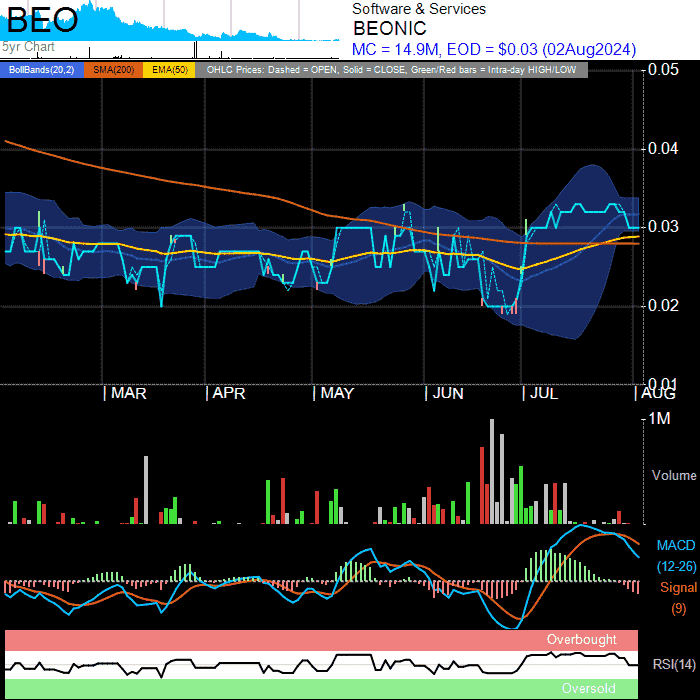 BEO
5yr Chart
Software & Services
BEONIC
MC = 14.9M, EOD = $0.03 (02Aug2024)
BollBands(20,2) SMA(200) EMA(50) OHLC Prices: Dashed = OPEN, Solid = CLOSE, Green/Red bars = Intra-day HIGH/LOW
0.05
0.04
0.03
0.02
0.01
MAR APR MAY JUN JUL AUG
1M
Volume
MACD
(12-26)
Signal
(9)
Overbought
RSI(14)
Oversold